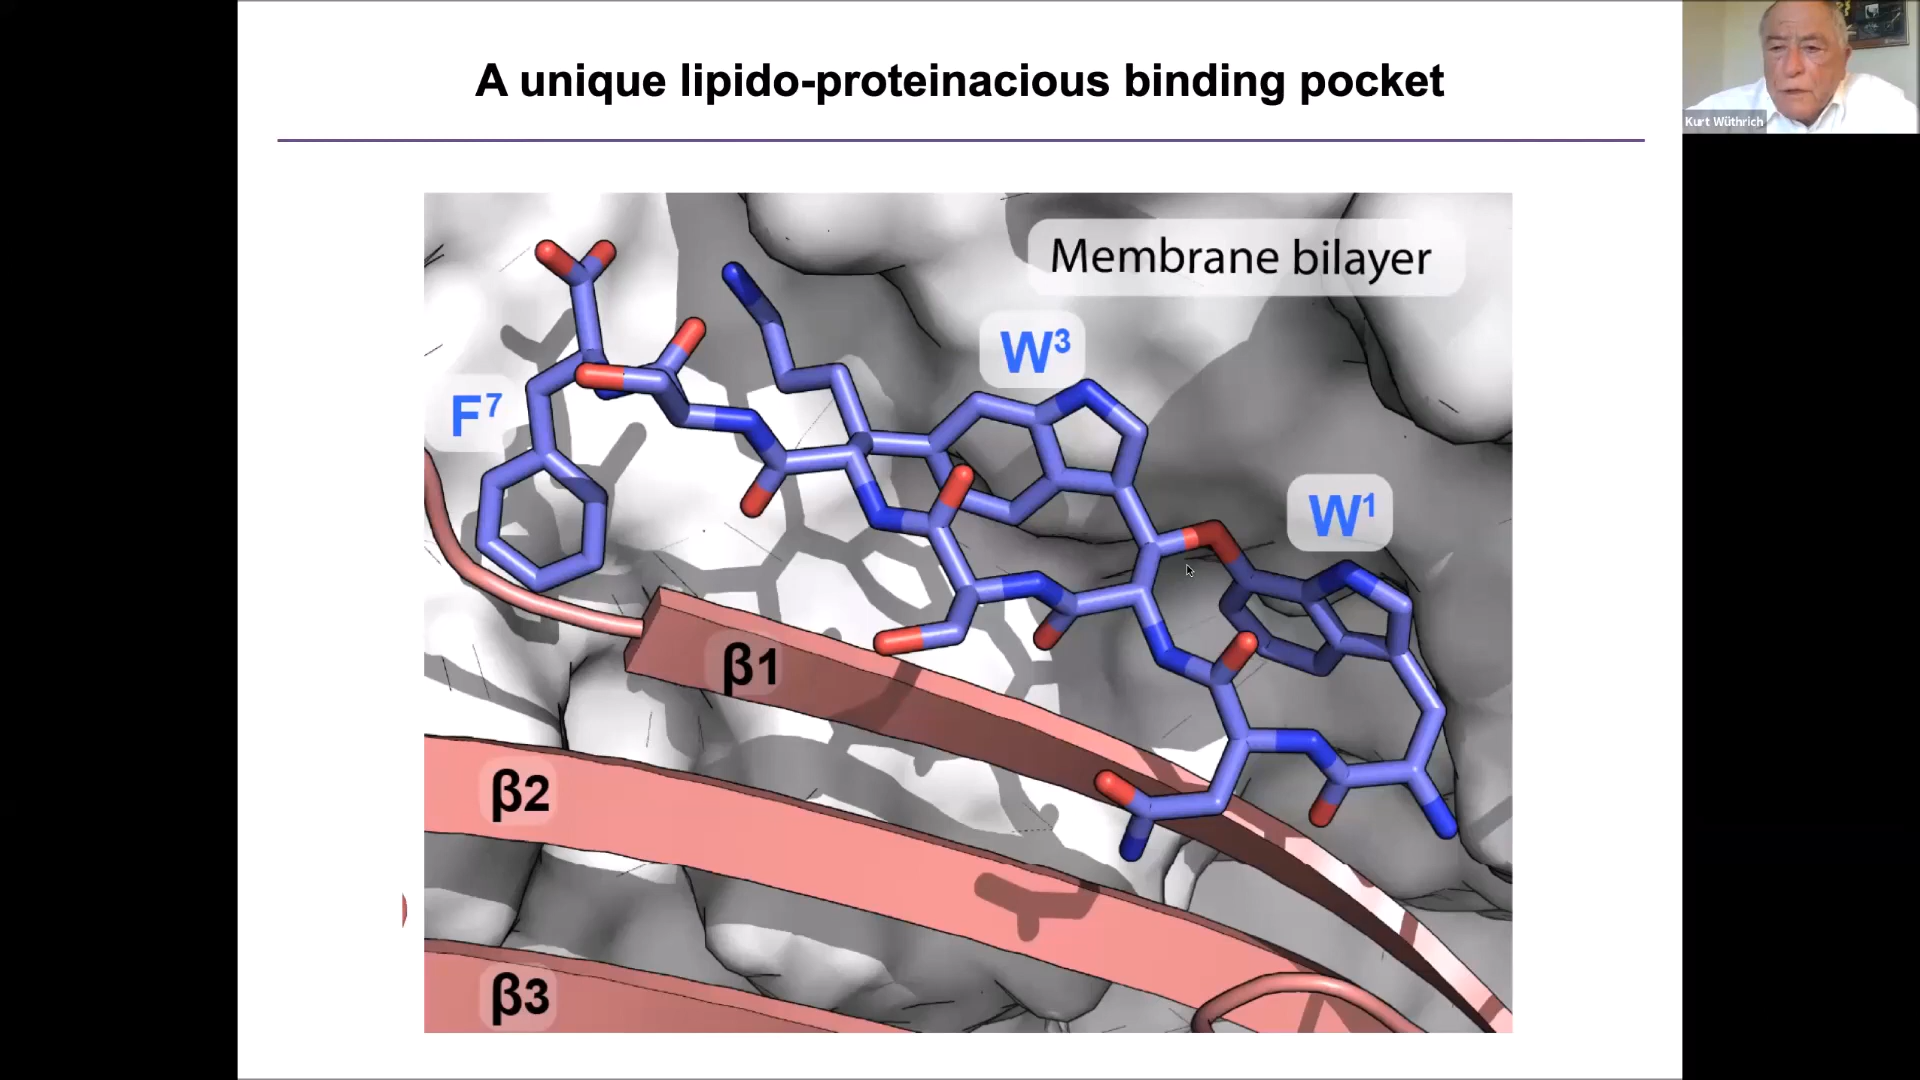 A unique lipido-proteinacious binding pocket
Kurt Wüthrich
Membrane bilayer
W³
F⁷
W¹
β1
β2
β3